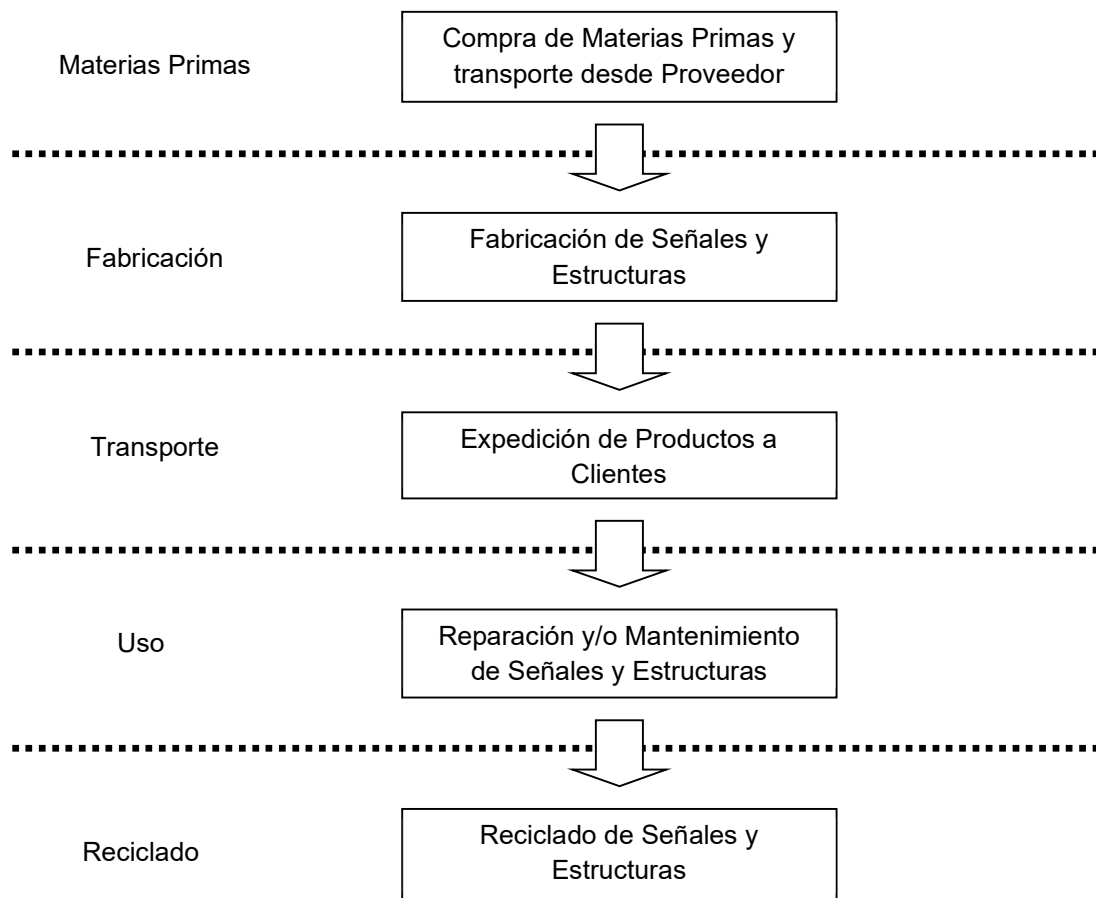 Materias Primas
Compra de Materias Primas y
transporte desde Proveedor
Fabricación
Fabricación de Señales y
Estructuras
Transporte
Expedición de Productos a
Clientes
Uso
Reparación y/o Mantenimiento
de Señales y Estructuras
Reciclado
Reciclado de Señales y
Estructuras